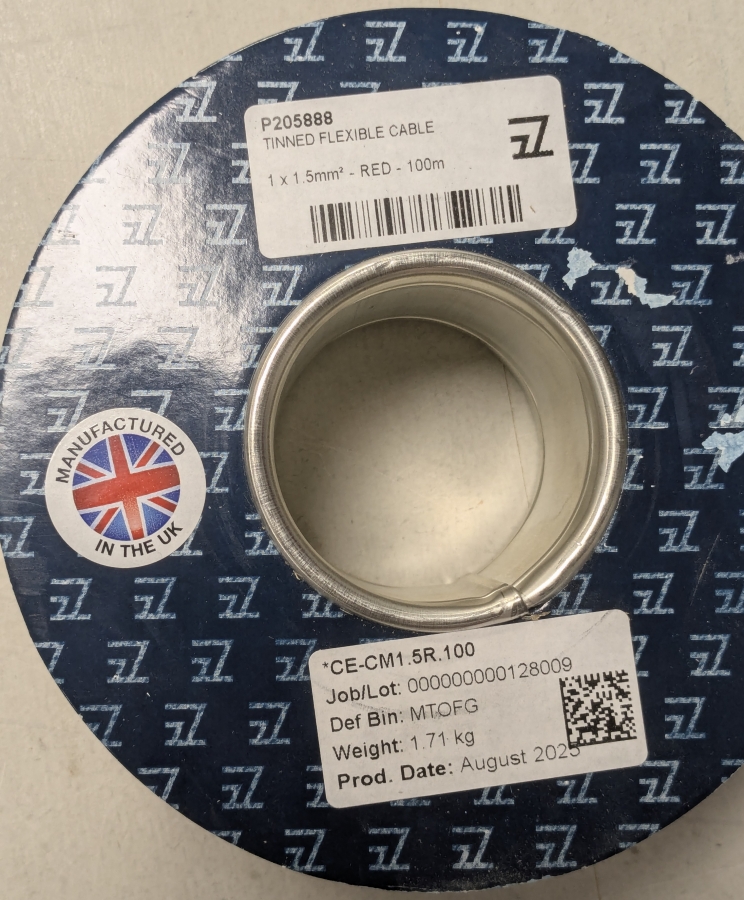 P205888
TINNED FLEXIBLE CABLE
1 x 1.5mm² - RED - 100m
MANUFACTURED
IN THE UK
*CE-CM1.5R.100
Job/Lot: 000000000128009
Def Bin: MTOFG
Weight: 1.71 kg
Prod. Date: August 2025